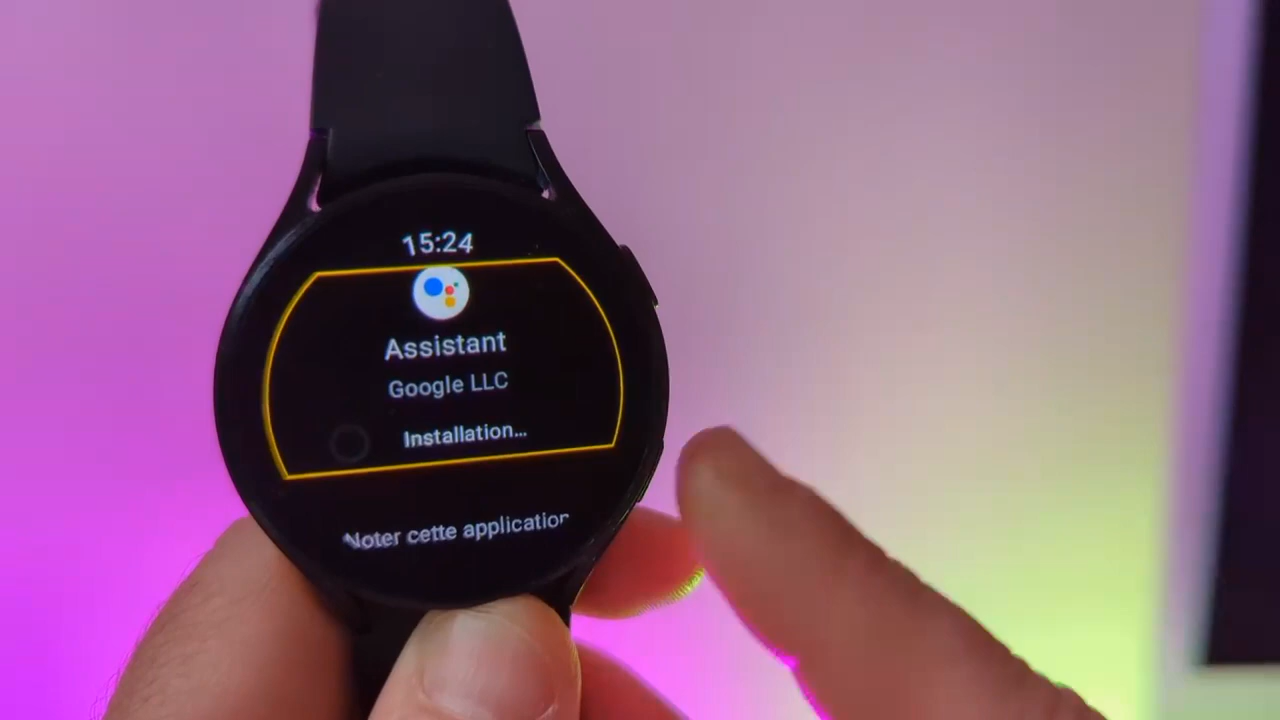 15:24
Assistant
Google LLC
Installation...
Noter cette application